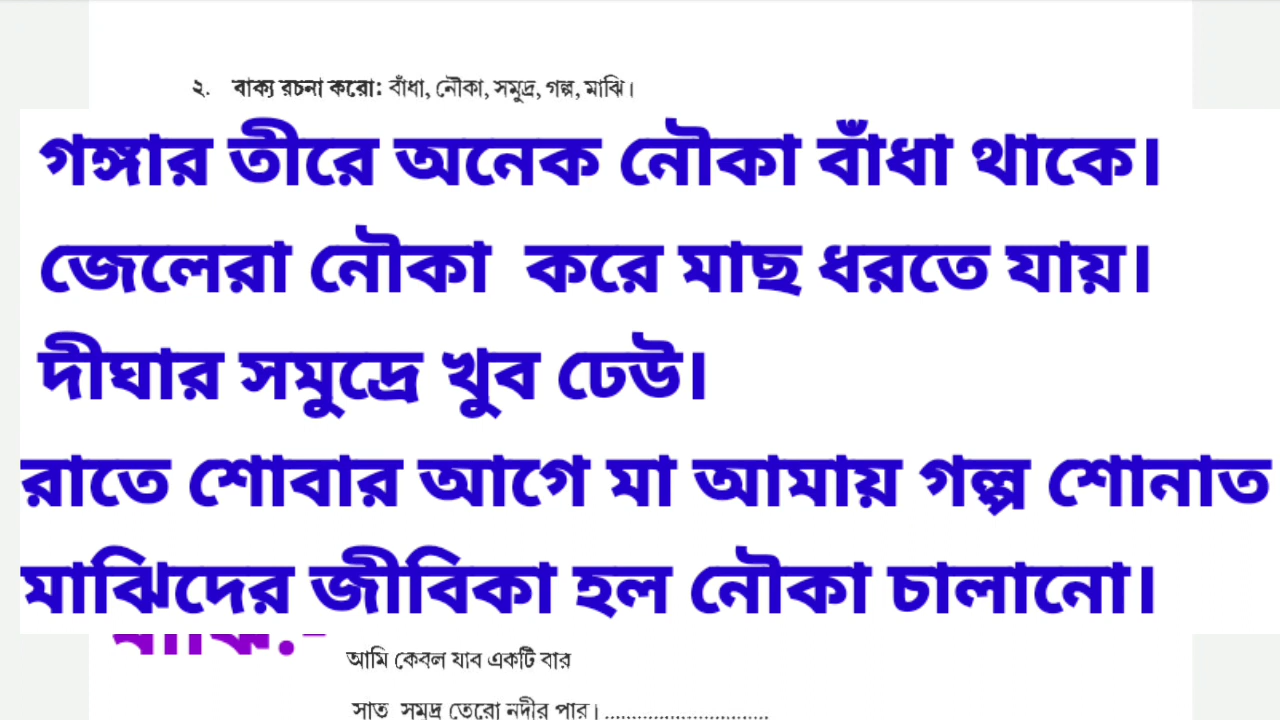 ২. বাক্য রচনা করো: বাঁধা, নৌকা, সমুদ্র, গল্প, মাঝি।
গঙ্গার তীরে অনেক নৌকা বাঁধা থাকে।
জেলেরা নৌকা করে মাছ ধরতে যায়।
দীঘার সমুদ্রে খুব ঢেউ।
রাতে শোবার আগে মা আমায় গল্প শোনাত
মাঝিদের জীবিকা হল নৌকা চালানো।
আমি কেবল যাব একটি বার
সাত সমুদ্র তেরো নদীর পার। ............................